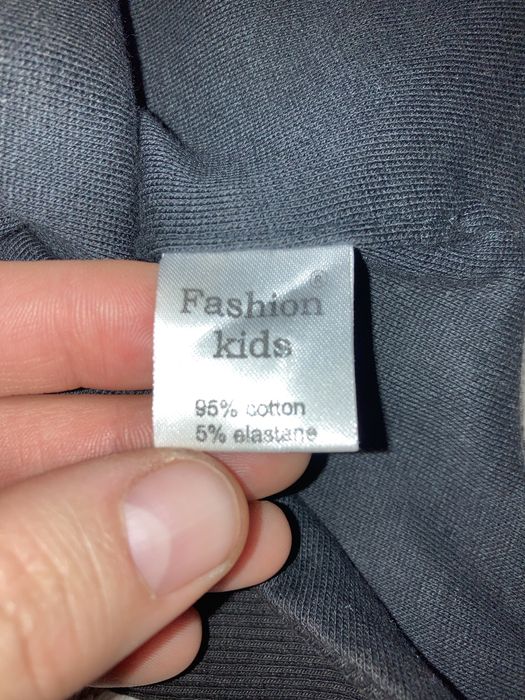 Fashion®
kids
95% cotton
5% elastane